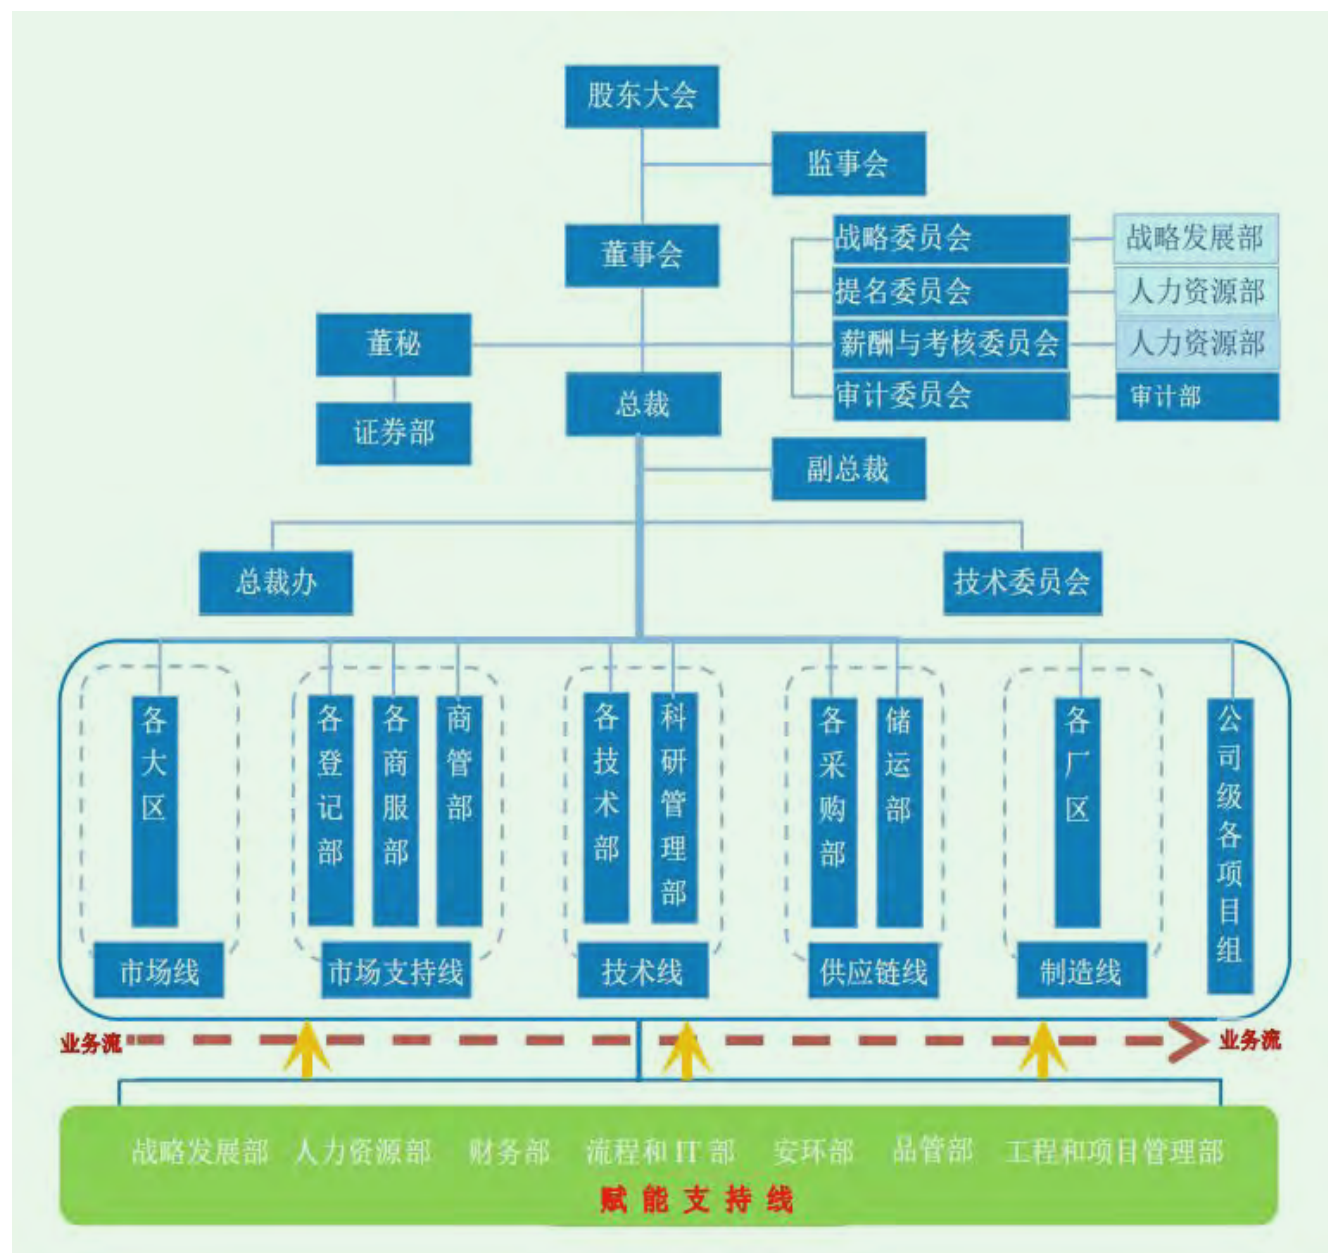 股东大会
监事会
董事会
战略委员会
战略发展部
提名委员会
人力资源部
董秘
薪酬与考核委员会
人力资源部
总裁
审计委员会
审计部
证券部
副总裁
总裁办
技术委员会
各大区
各登记部
各商服部
商管部
各技术部
科研管理部
各采购部
储运部
各厂区
公司级各项目组
市场线
市场支持线
技术线
供应链线
制造线
业务流
业务流
战略发展部
人力资源部
财务部
流程和 IT 部
安环部
品管部
工程和项目管理部
赋能支持线